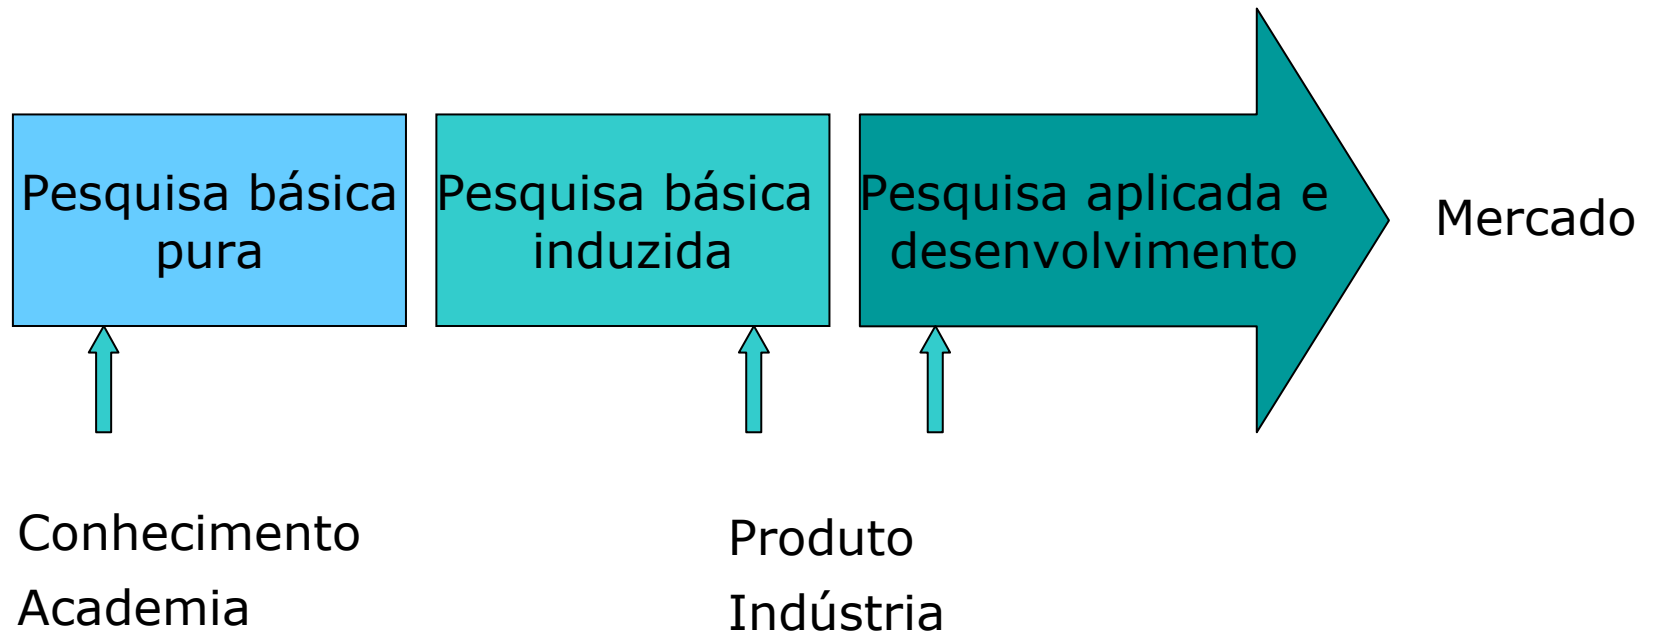 Pesquisa básica
pura
Pesquisa básica
induzida
Pesquisa aplicada e
desenvolvimento
Mercado
Conhecimento
Academia
Produto
Indústria